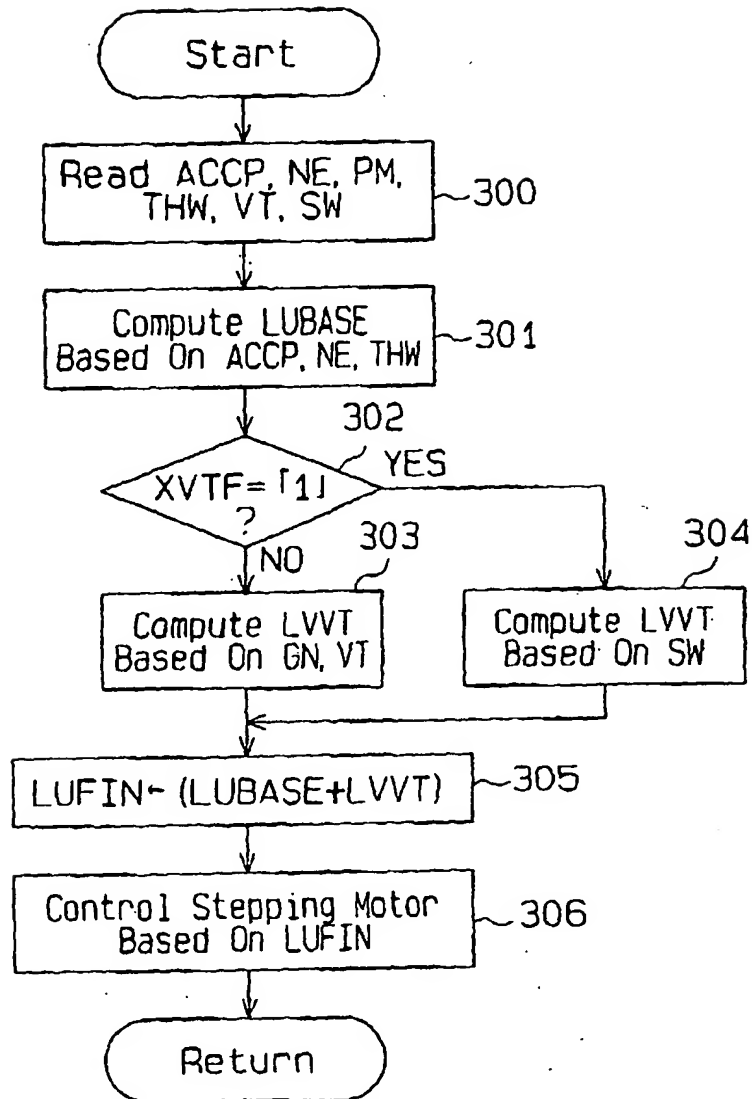 Start
Read ACCP, NE, PM,
THW, VT, SW
300
Compute LUBASE
Based On ACCP, NE, THW
301
302
XVTF=「1」
?
YES
NO
303
Compute LVVT
Based On GN, VT
304
Compute LVVT
Based On SW
LUFIN← (LUBASE+LVVT)
305
Control Stepping Motor
Based On LUFIN
306
Return